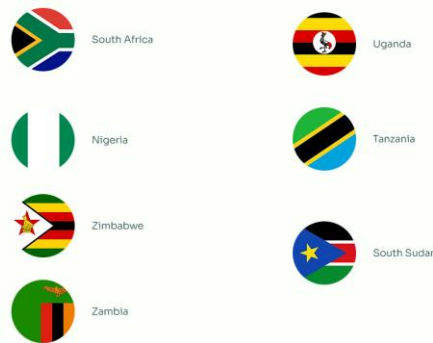 South Africa
Nigeria
Zimbabwe
Zambia
Uganda
Tanzania
South Sudan